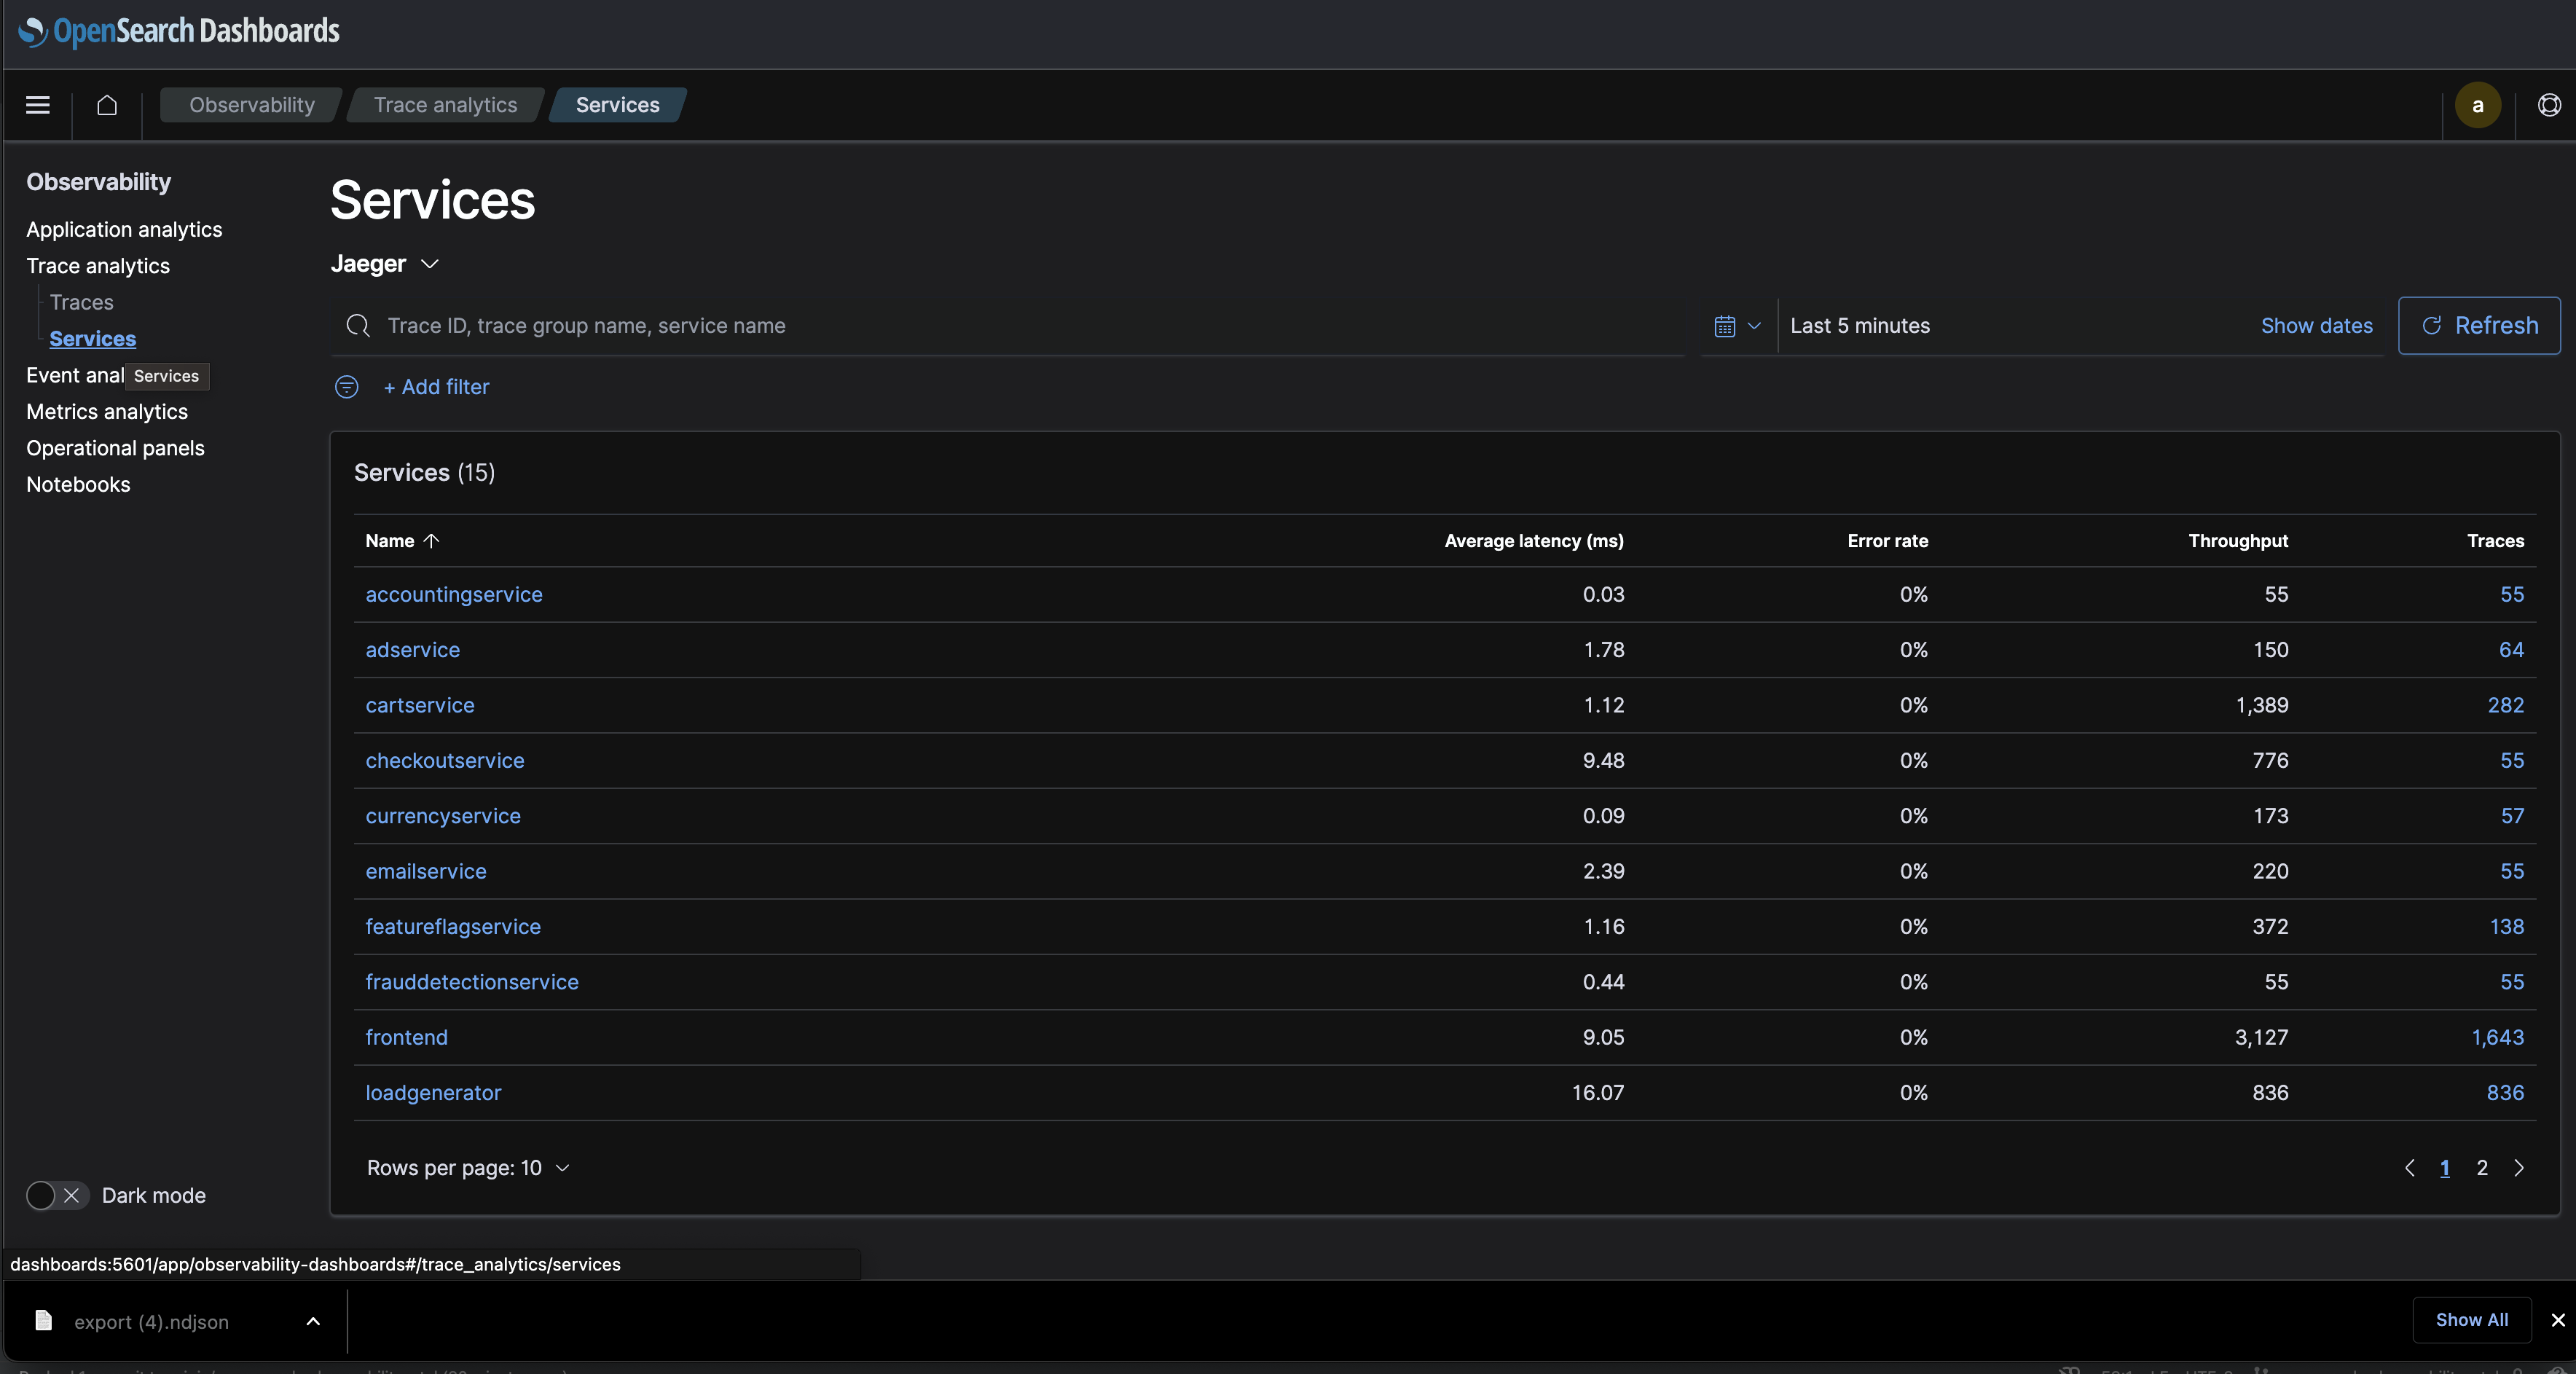 OpenSearch Dashboards
Observability Trace analytics Services a
Observability
Application analytics
Trace analytics
Traces
Services
Event anal
Services
Metrics analytics
Operational panels
Notebooks
Dark mode
Services
Jaeger
Trace ID, trace group name, service name Last 5 minutes Show dates Refresh
+ Add filter
Services (15)
Name Average latency (ms) Error rate Throughput Traces
accountingservice 0.03 0% 55 55
adservice 1.78 0% 150 64
cartservice 1.12 0% 1,389 282
checkoutservice 9.48 0% 776 55
currencyservice 0.09 0% 173 57
emailservice 2.39 0% 220 55
featureflagservice 1.16 0% 372 138
frauddetectionservice 0.44 0% 55 55
frontend 9.05 0% 3,127 1,643
loadgenerator 16.07 0% 836 836
Rows per page: 10 1 2
dashboards:5601/app/observability-dashboards#/trace_analytics/services
export (4).ndjson Show All